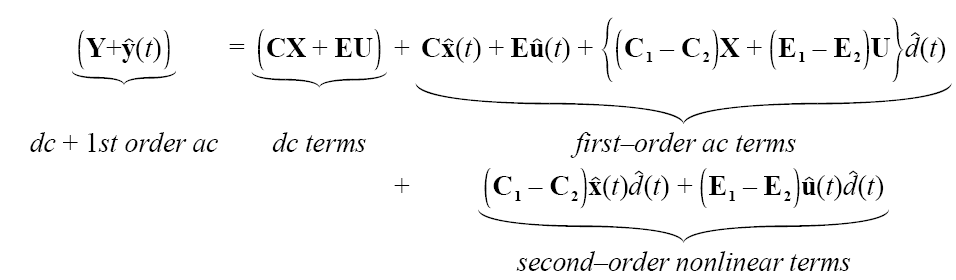 (Y+ŷ(t)) = (CX + EU) + Cx̂(t) + Eû(t) + {(C₁ – C₂)X + (E₁ – E₂)U}d̂(t)
dc + 1st order ac dc terms first–order ac terms
+ (C₁ – C₂)x̂(t)d̂(t) + (E₁ – E₂)û(t)d̂(t)
second–order nonlinear terms